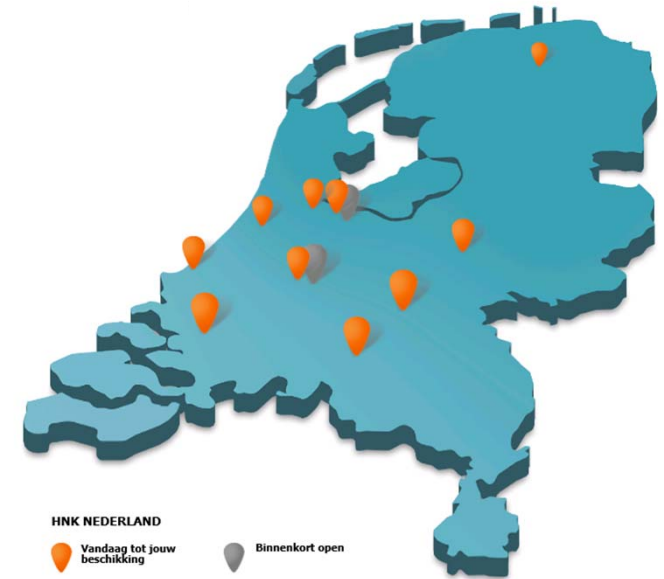 HNK NEDERLAND
Vandaag tot jouw
beschikking
Binnenkort open